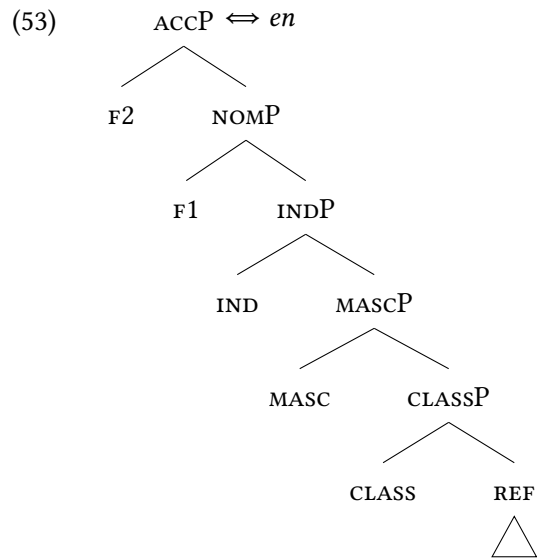 (53) ACCP ⇔ en
F2 NOMP
F1 INDP
IND MASCP
MASC CLASSP
CLASS REF